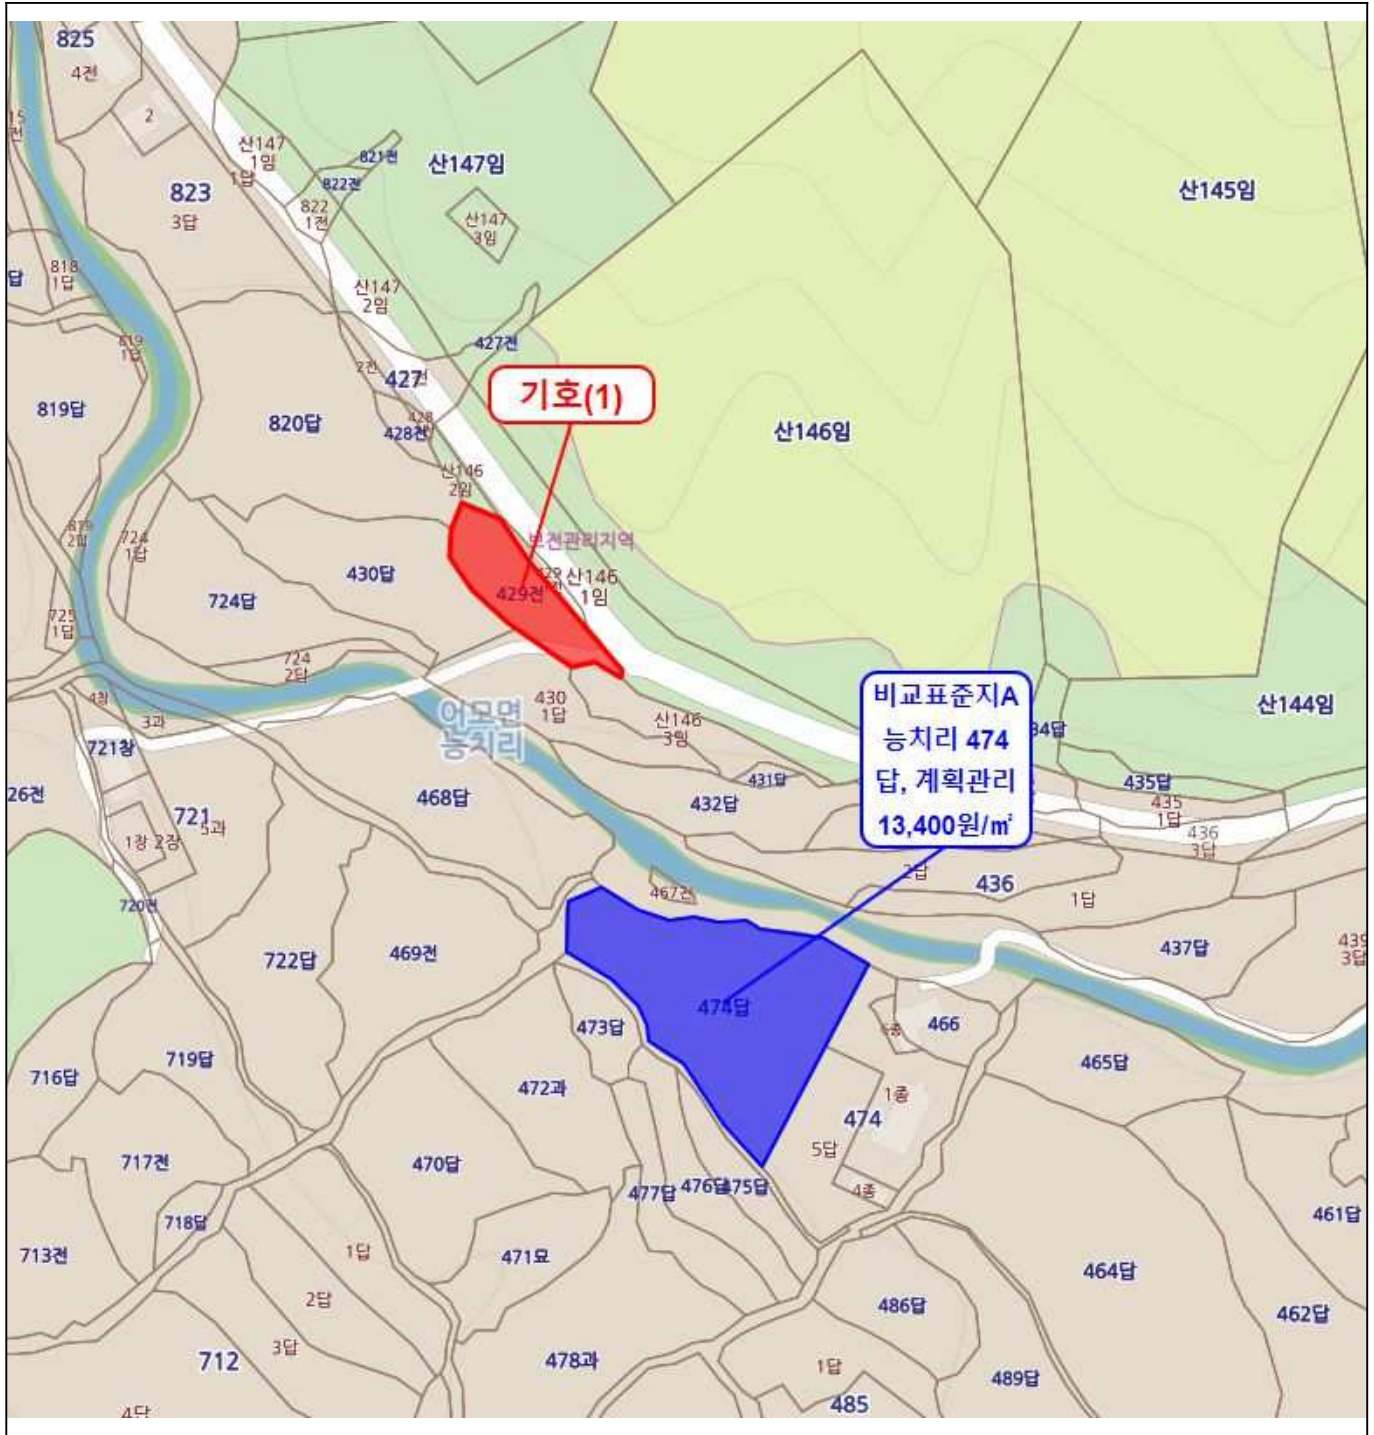 825
4전
2
산147
1임
1답
821전
822전
822
1전
산147임
산147
3임
산145임
823
3답
818
1답
답
산147
2임
427전
819
1답
2전
427
기호(1)
819답
820답
428
428전
산146임
산146
2임
819
2답
724
1답
보전관리지역
430답
429전
산146
1임
724답
725
1답
724
2답
4창
3과
430
1답
산146
3임
어모면
능치리
비교표준지A
능치리 474
답, 계획관리
13,400원/㎡
산144임
721창
26전
721
5과
1창
2창
468답
431답
432답
435답
435
1답
436
3답
2답
436
1답
467전
720전
722답
469전
437답
439
3답
474답
473답
466
465답
716답
719답
472과
1종
474
5답
4종
717전
470답
477답
476답
475답
718답
461답
713전
1답
471묘
464답
2답
486답
462답
3답
712
478과
1답
489답
485
4답